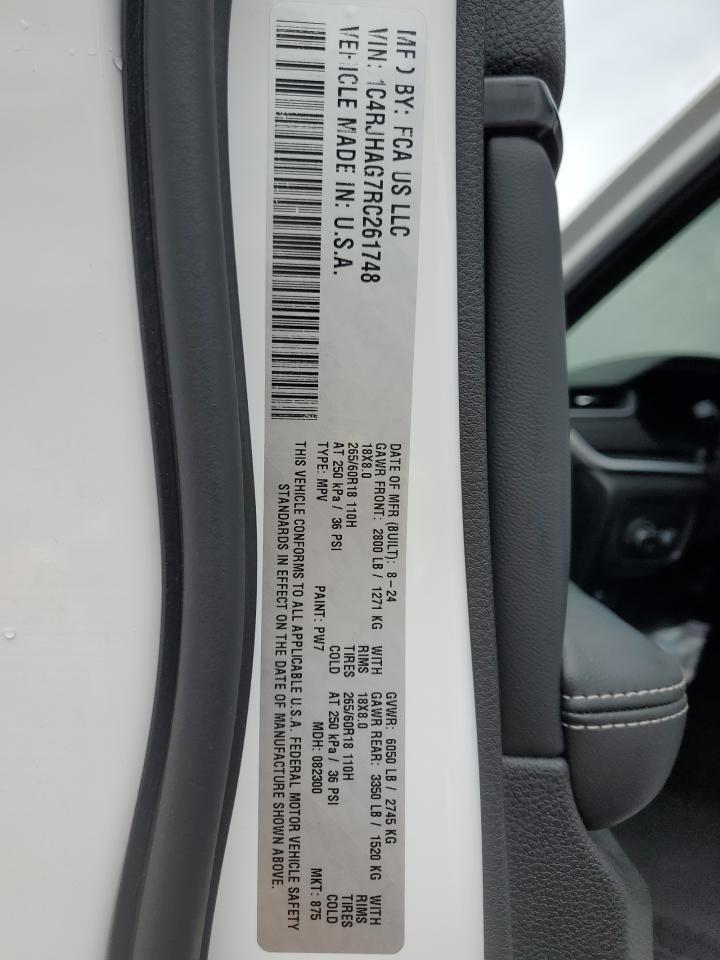 MFD BY: FCA US LLC
VIN: 1C4RJHAG7RC261748
VEHICLE MADE IN: U.S.A.
DATE OF MFR (BUILT): 8-24 GVWR: 6050 LB / 2745 KG
GAWR FRONT: 2800 LB / 1271 KG WITH GAWR REAR: 3350 LB / 1520 KG WITH
18X8.0 RIMS 18X8.0 RIMS
265/60R18 110H TIRES 265/60R18 110H TIRES
AT 250 kPa / 36 PSI COLD AT 250 kPa / 36 PSI COLD
TYPE: MPV PAINT: PW7 MDH: 082300 MKT: 875
THIS VEHICLE CONFORMS TO ALL APPLICABLE U.S.A. FEDERAL MOTOR VEHICLE SAFETY
STANDARDS IN EFFECT ON THE DATE OF MANUFACTURE SHOWN ABOVE.